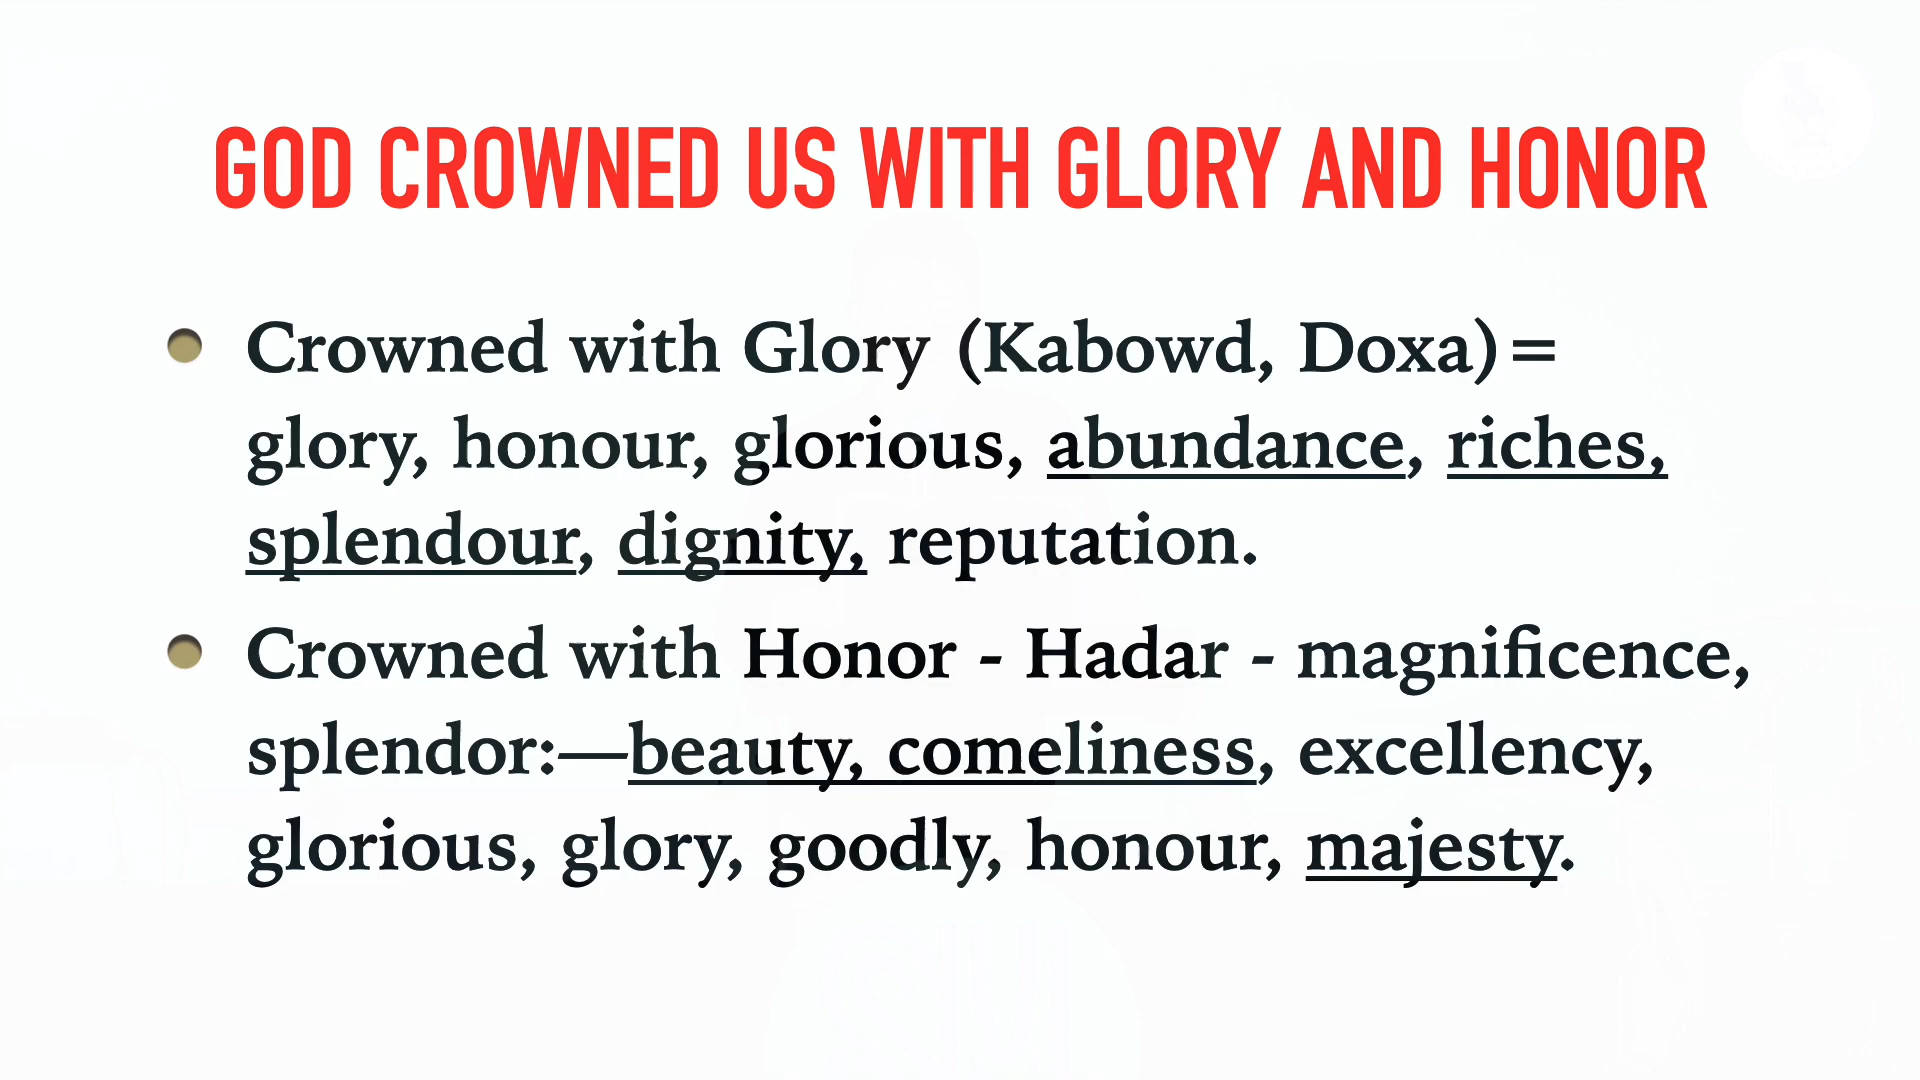 GOD CROWNED US WITH GLORY AND HONOR
Crowned with Glory (Kabowd, Doxa)=
glory, honour, glorious, abundance, riches,
splendour, dignity, reputation.
Crowned with Honor - Hadar - magnificence,
splendor:—beauty, comeliness, excellency,
glorious, glory, goodly, honour, majesty.